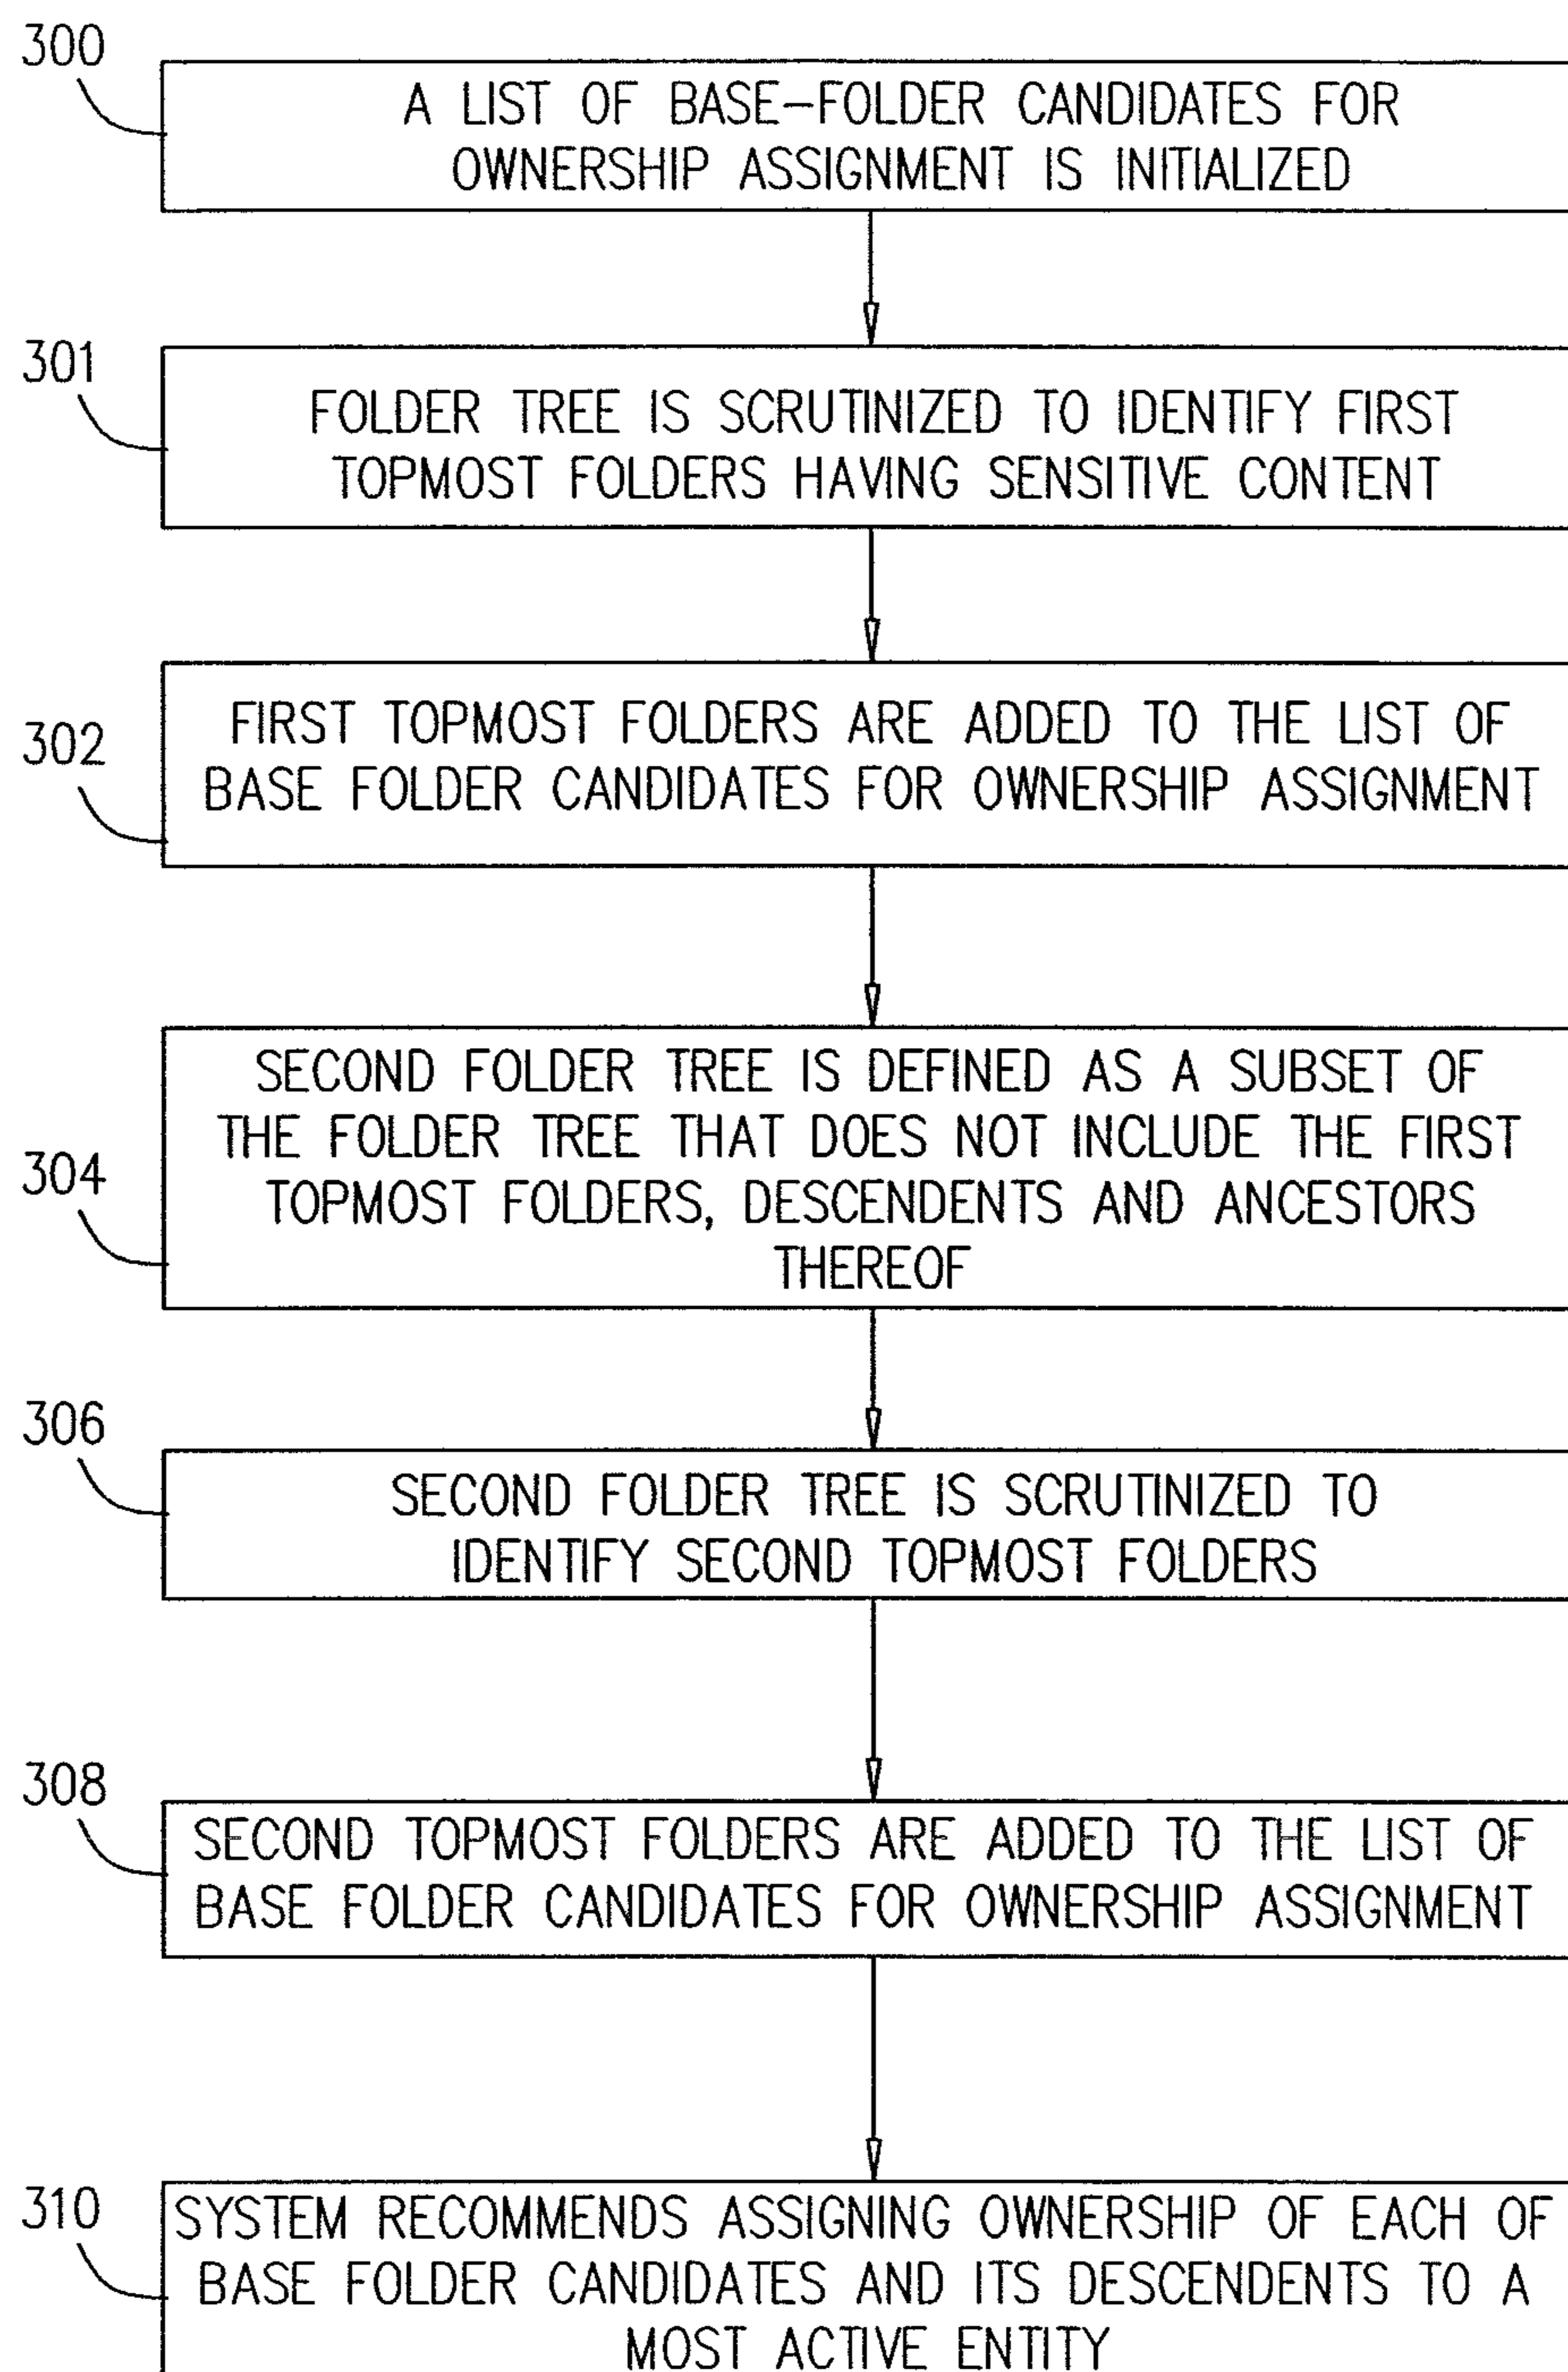 300
A LIST OF BASE-FOLDER CANDIDATES FOR
OWNERSHIP ASSIGNMENT IS INITIALIZED
301
FOLDER TREE IS SCRUTINIZED TO IDENTIFY FIRST
TOPMOST FOLDERS HAVING SENSITIVE CONTENT
302
FIRST TOPMOST FOLDERS ARE ADDED TO THE LIST OF
BASE FOLDER CANDIDATES FOR OWNERSHIP ASSIGNMENT
304
SECOND FOLDER TREE IS DEFINED AS A SUBSET OF
THE FOLDER TREE THAT DOES NOT INCLUDE THE FIRST
TOPMOST FOLDERS, DESCENDENTS AND ANCESTORS
THEREOF
306
SECOND FOLDER TREE IS SCRUTINIZED TO
IDENTIFY SECOND TOPMOST FOLDERS
308
SECOND TOPMOST FOLDERS ARE ADDED TO THE LIST OF
BASE FOLDER CANDIDATES FOR OWNERSHIP ASSIGNMENT
310
SYSTEM RECOMMENDS ASSIGNING OWNERSHIP OF EACH OF
BASE FOLDER CANDIDATES AND ITS DESCENDENTS TO A
MOST ACTIVE ENTITY